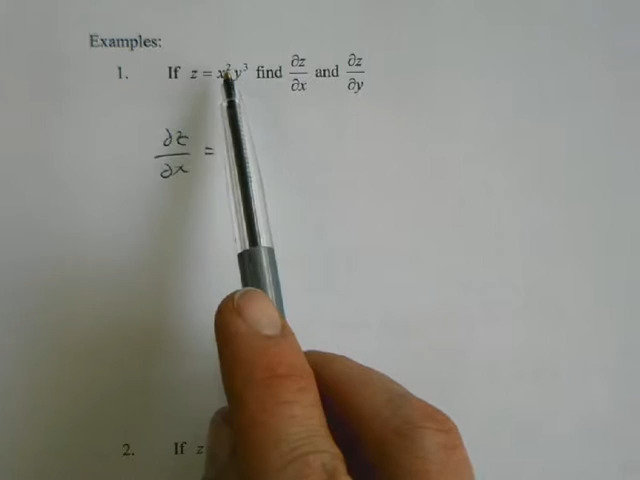 Examples:
1. If z = x²y³ find ∂z/∂x and ∂z/∂y
∂z/∂x =
2. If z